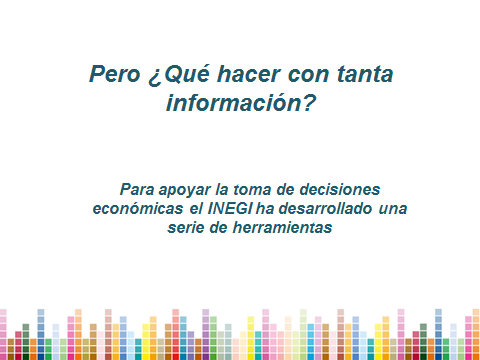 Pero ¿Qué hacer con tanta
información?
Para apoyar la toma de decisiones
económicas el INEGI ha desarrollado una
serie de herramientas